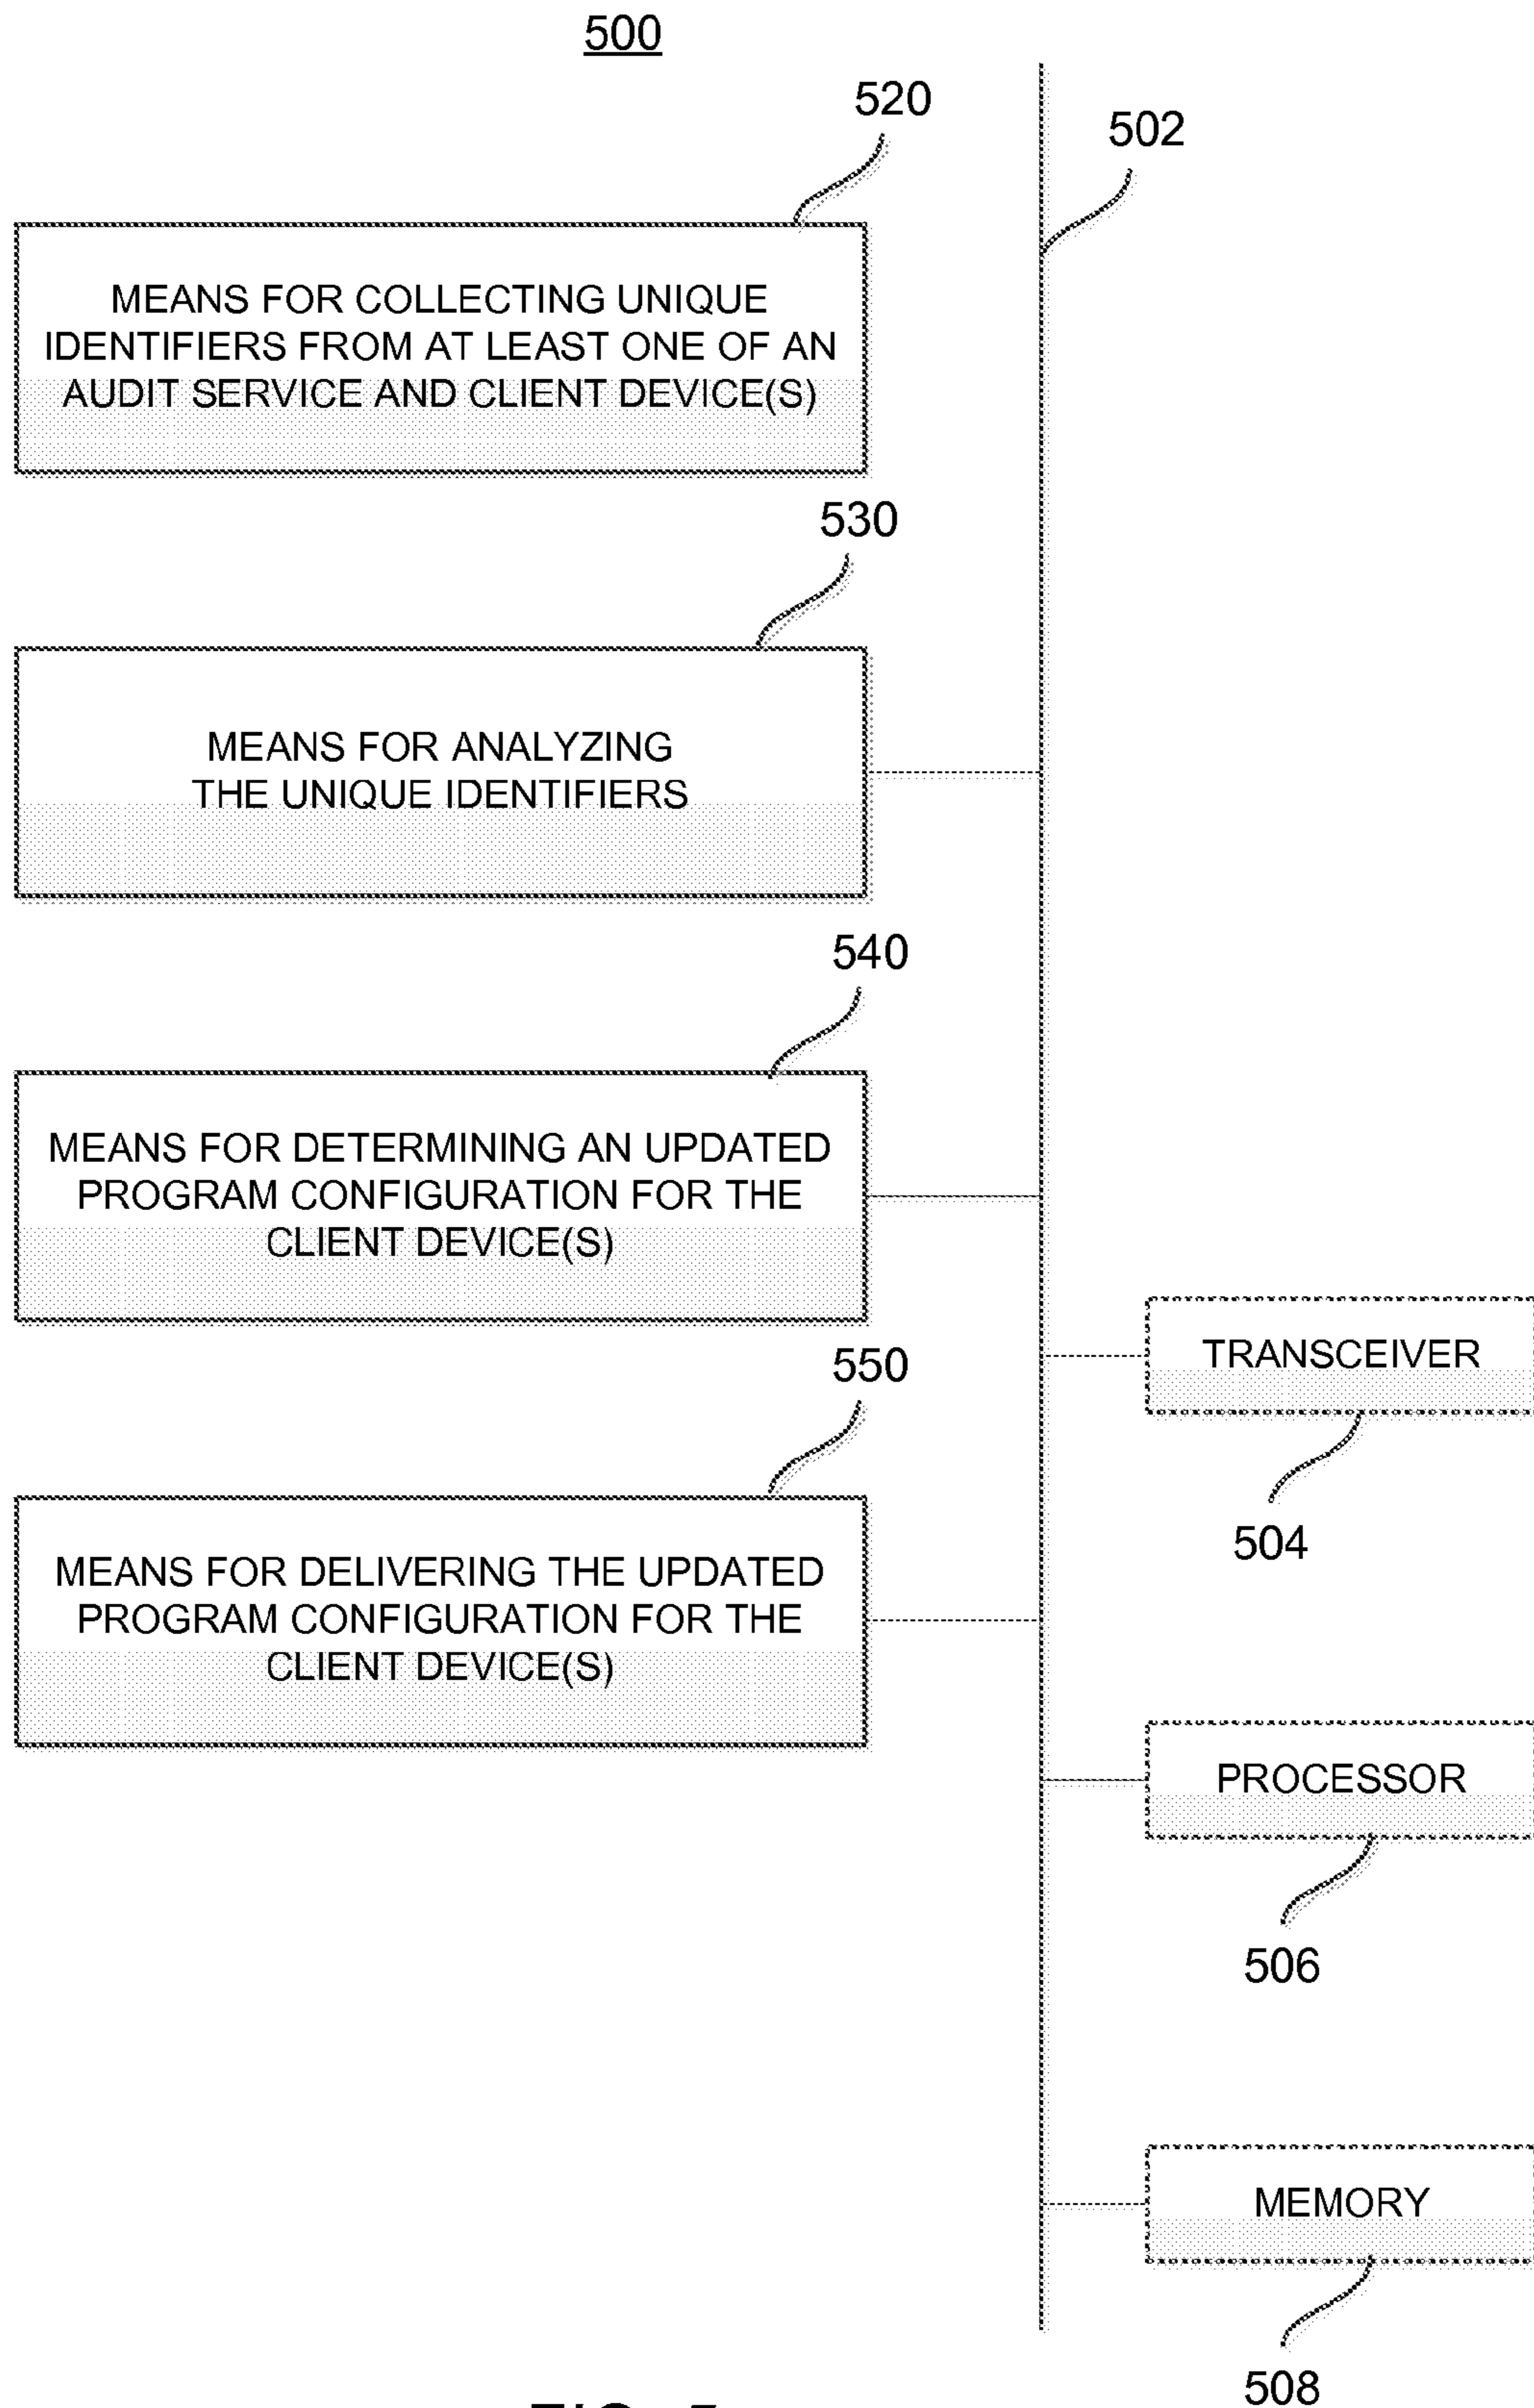 500
520
502
MEANS FOR COLLECTING UNIQUE
IDENTIFIERS FROM AT LEAST ONE OF AN
AUDIT SERVICE AND CLIENT DEVICE(S)
530
MEANS FOR ANALYZING
THE UNIQUE IDENTIFIERS
540
MEANS FOR DETERMINING AN UPDATED
PROGRAM CONFIGURATION FOR THE
CLIENT DEVICE(S)
TRANSCEIVER
504
550
MEANS FOR DELIVERING THE UPDATED
PROGRAM CONFIGURATION FOR THE
CLIENT DEVICE(S)
PROCESSOR
506
MEMORY
508